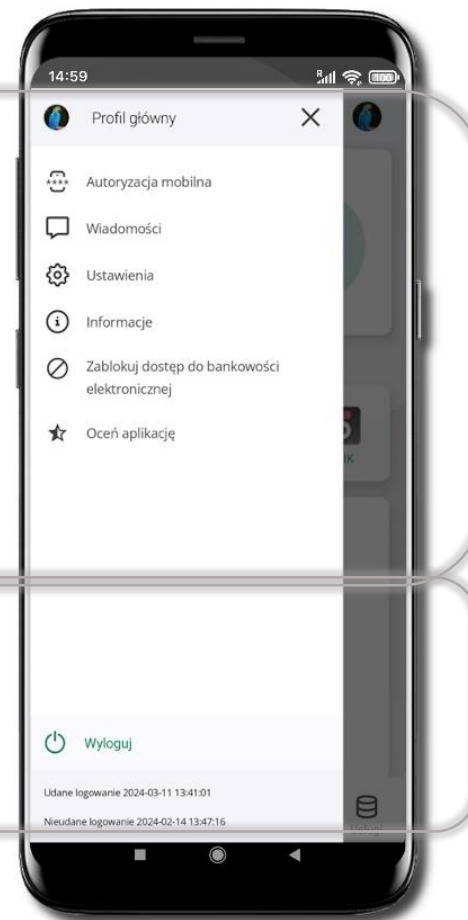 14:59
Profil główny
Autoryzacja mobilna
Wiadomości
Ustawienia
Informacje
Zablokuj dostęp do bankowości
elektronicznej
Oceń aplikację
Wyloguj
Udane logowanie 2024-03-11 13:41:01
Nieudane logowanie 2024-02-14 13:47:16
Usługi